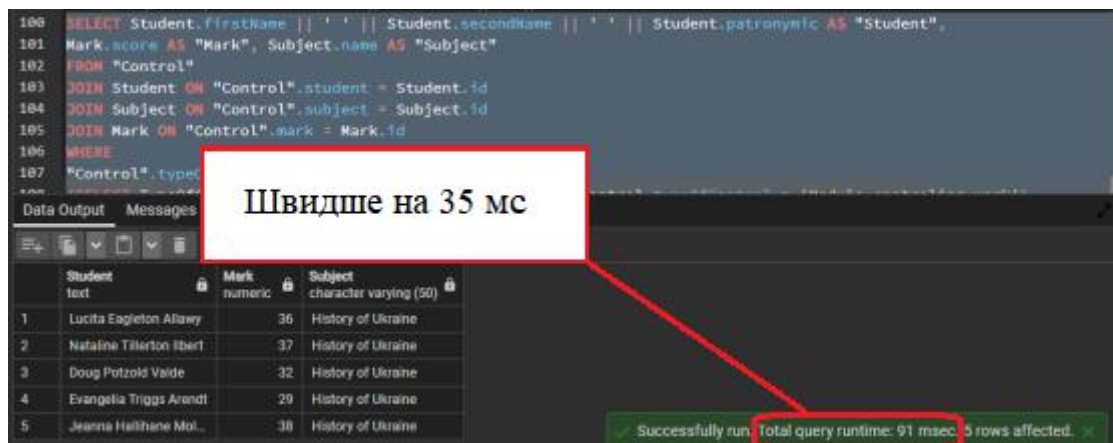 100 SELECT Student.firstName || ' ' || Student.secondName || ' ' || Student.patronymic AS "Student",
101 Mark.score AS "Mark", Subject.name AS "Subject"
102 FROM "Control"
103 JOIN Student ON "Control".student = Student.id
104 JOIN Subject ON "Control".subject = Subject.id
105 JOIN Mark ON "Control".mark = Mark.id
106 WHERE
107 "Control".
Швидше на 35 мс
Data Output Messages
Student Mark Subject
text numeric character varying (50)
1 Lucita Eagleton Allawy 36 History of Ukraine
2 Nataline Tillerton Ibert 37 History of Ukraine
3 Doug Potzold Valde 32 History of Ukraine
4 Evangelia Triggs Arendt 29 History of Ukraine
5 Jeanna Hallihane Mol... 38 History of Ukraine
Successfully run. Total query runtime: 91 msec. 5 rows affected.